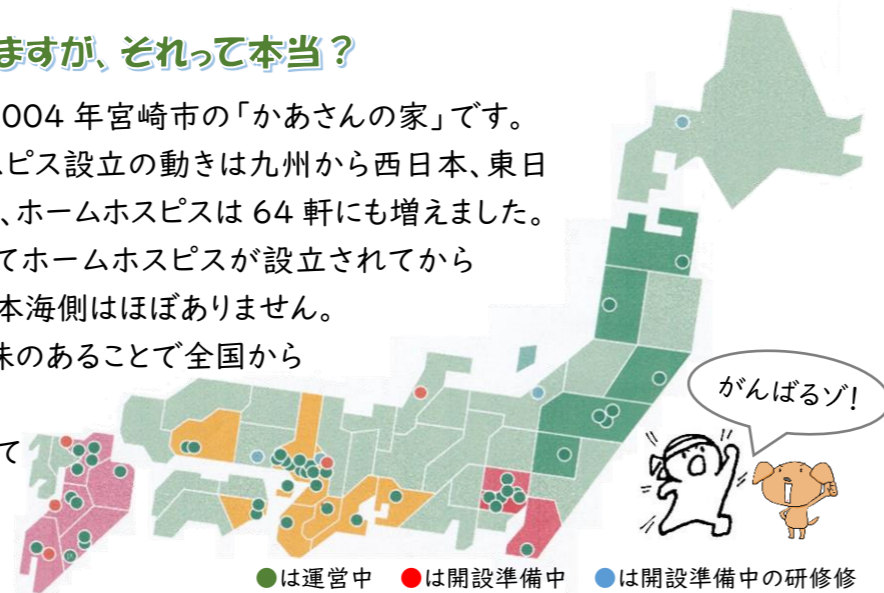 ますが、それって本当？
004 年宮崎市の「かあさんの家」です。
スピス設立の動きは九州から西日本、東日
、ホームホスピスは 64 軒にも増えました。
てホームホスピスが設立されてから
本海側はほぼありません。
味のあることで全国から
て
がんばるゾ！
●は運営中 ●は開設準備中 ●は開設準備中の研修修